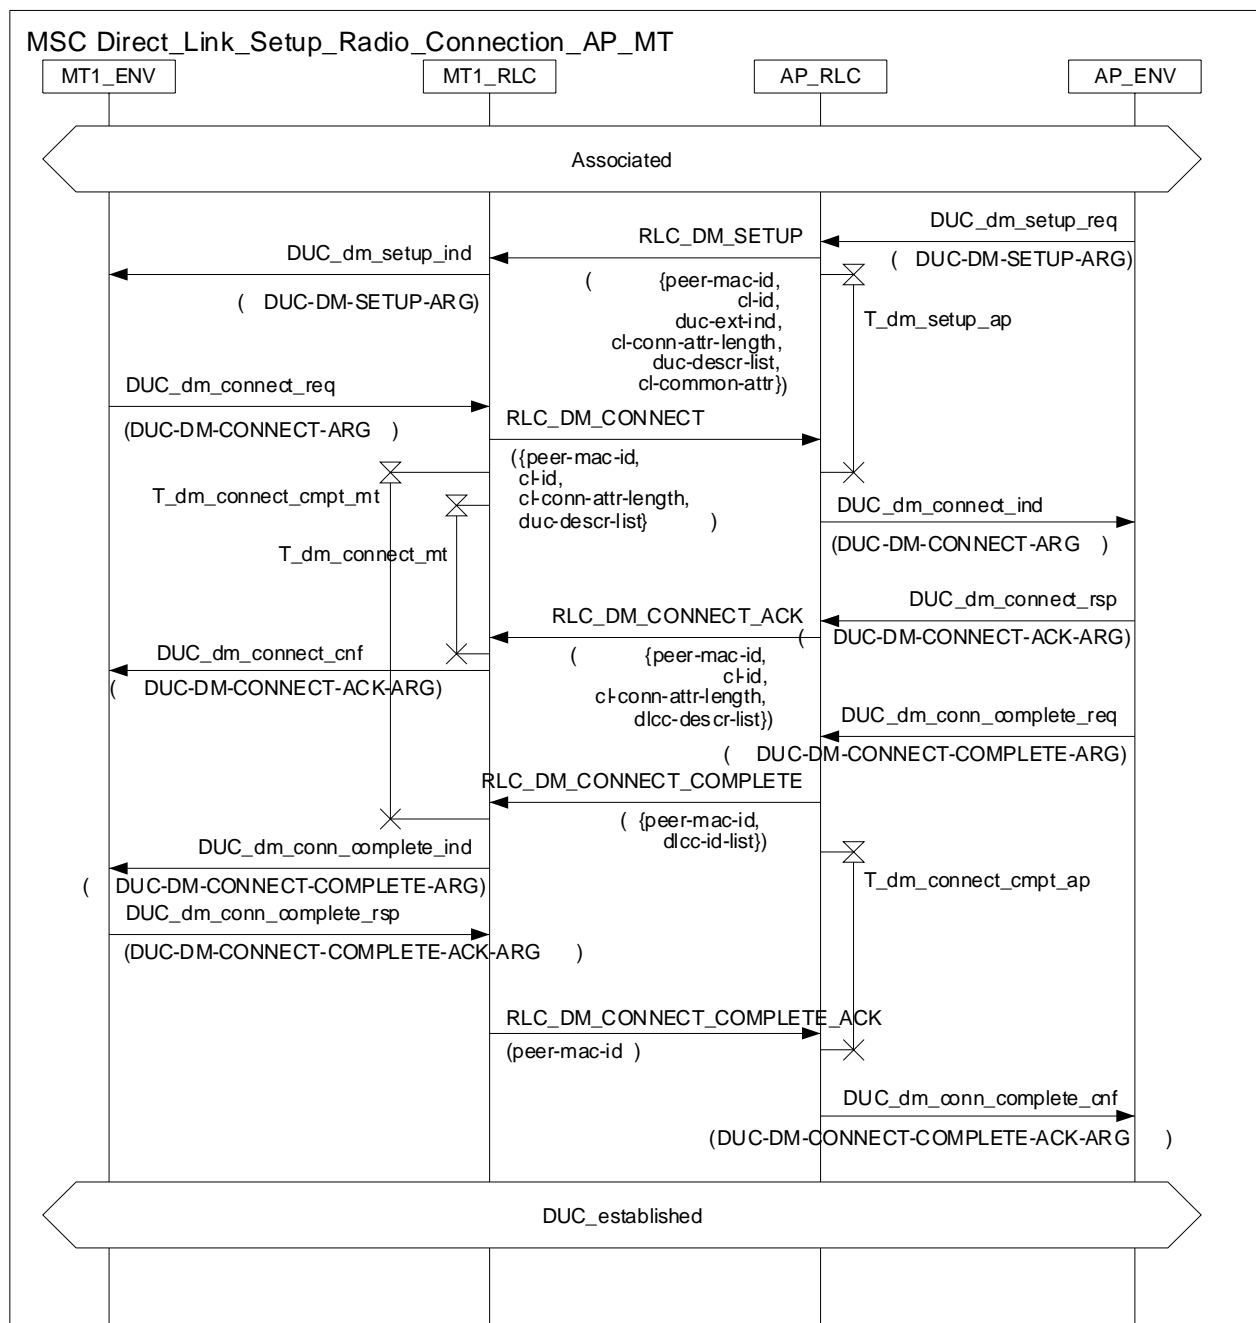 MSC Direct_Link_Setup_Radio_Connection_AP_MT
MT1_ENV
MT1_RLC
AP_RLC
AP_ENV
Associated
DUC_dm_setup_req
( DUC-DM-SETUP-ARG)
RLC_DM_SETUP
( {peer-mac-id,
cl-id,
duc-ext-ind,
cl-conn-attr-length,
duc-descr-list,
cl-common-attr})
DUC_dm_setup_ind
( DUC-DM-SETUP-ARG)
T_dm_setup_ap
DUC_dm_connect_req
(DUC-DM-CONNECT-ARG )
RLC_DM_CONNECT
({peer-mac-id,
cl-id,
cl-conn-attr-length,
duc-descr-list} )
T_dm_connect_cmpt_mt
T_dm_connect_mt
DUC_dm_connect_ind
(DUC-DM-CONNECT-ARG )
DUC_dm_connect_rsp
( DUC-DM-CONNECT-ACK-ARG)
RLC_DM_CONNECT_ACK
( {peer-mac-id,
cl-id,
cl-conn-attr-length,
dlcc-descr-list})
DUC_dm_connect_cnf
( DUC-DM-CONNECT-ACK-ARG)
DUC_dm_conn_complete_req
( DUC-DM-CONNECT-COMPLETE-ARG)
RLC_DM_CONNECT_COMPLETE
( {peer-mac-id,
dlcc-id-list})
DUC_dm_conn_complete_ind
( DUC-DM-CONNECT-COMPLETE-ARG)
T_dm_connect_cmpt_ap
DUC_dm_conn_complete_rsp
(DUC-DM-CONNECT-COMPLETE-ACK-ARG )
RLC_DM_CONNECT_COMPLETE_ACK
(peer-mac-id )
DUC_dm_conn_complete_cnf
(DUC-DM-CONNECT-COMPLETE-ACK-ARG )
DUC_established